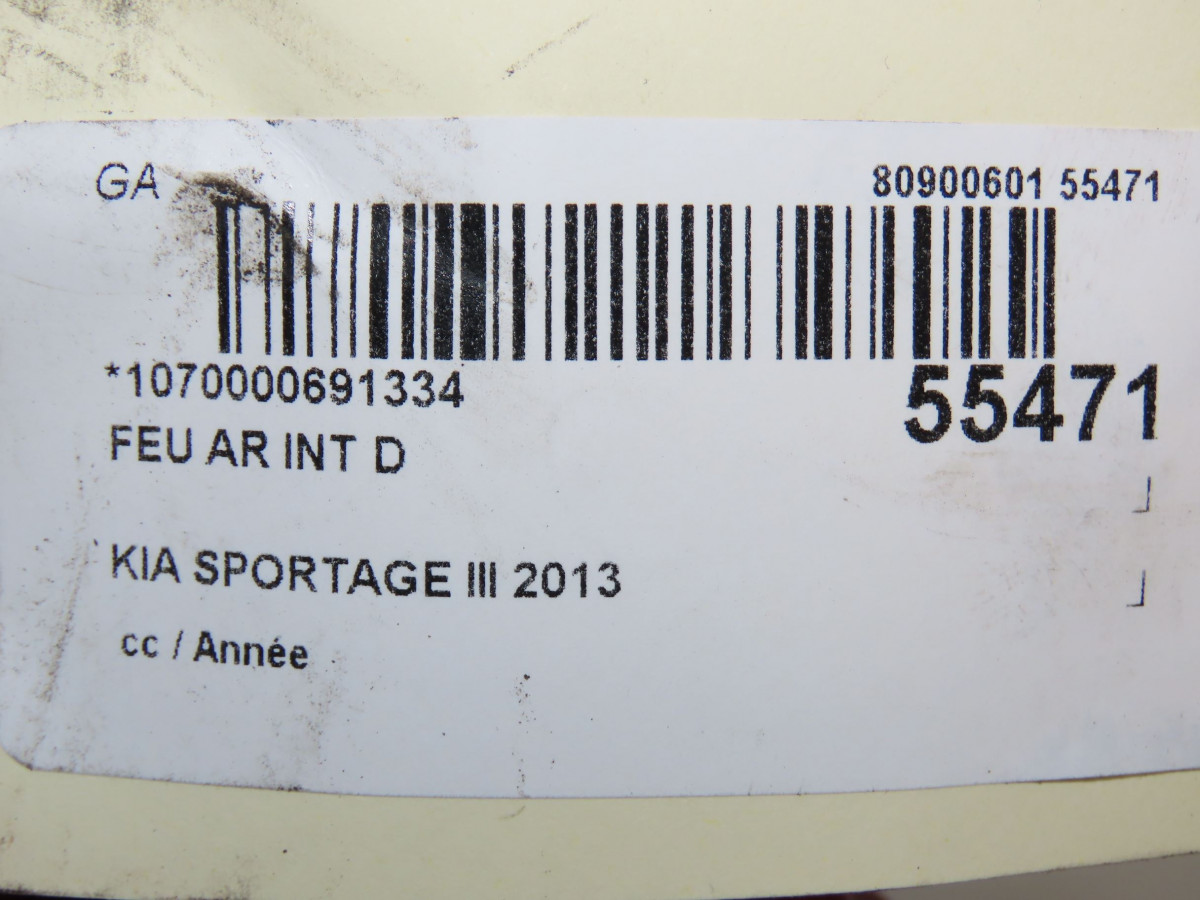 GA 80900601 55471
*1070000691334
55471
FEU AR INT D
KIA SPORTAGE III 2013
cc / Année